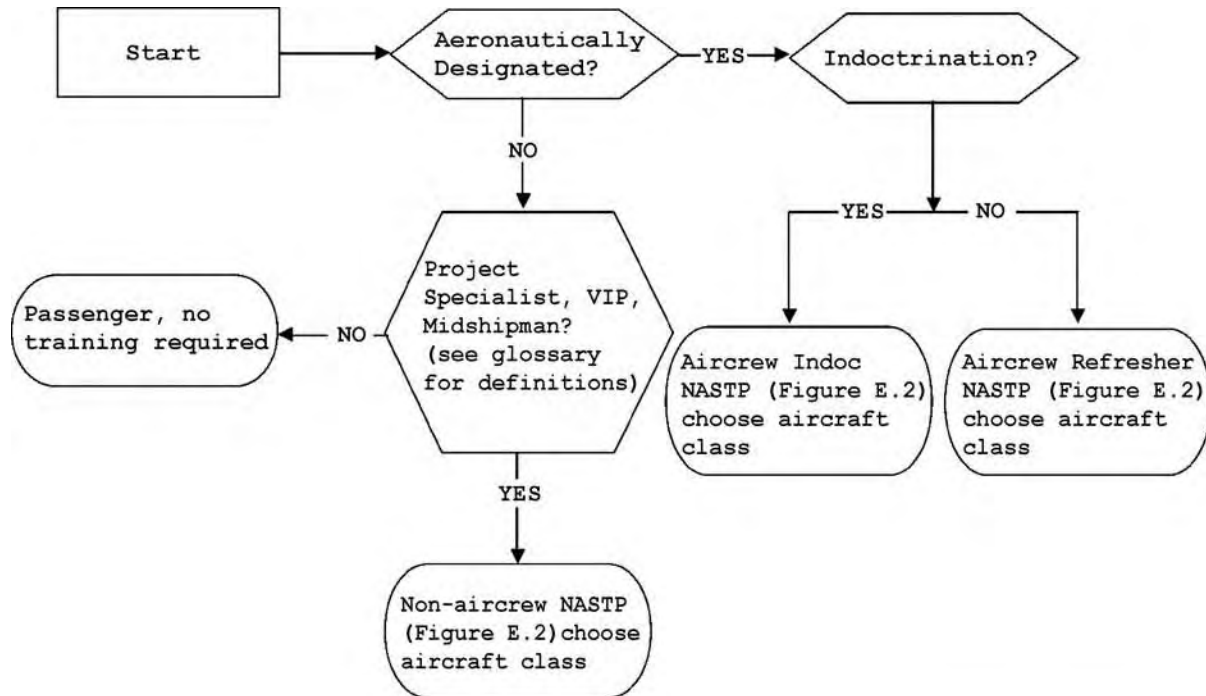 Start
Aeronautically
Designated?
YES
Indoctrination?
NO
YES
NO
Project
Specialist, VIP,
Midshipman?
(see glossary
for definitions)
NO
Passenger, no
training required
Aircrew Indoc
NASTP (Figure E.2)
choose aircraft
class
Aircrew Refresher
NASTP (Figure E.2)
choose aircraft
class
YES
Non-aircrew NASTP
(Figure E.2)choose
aircraft class